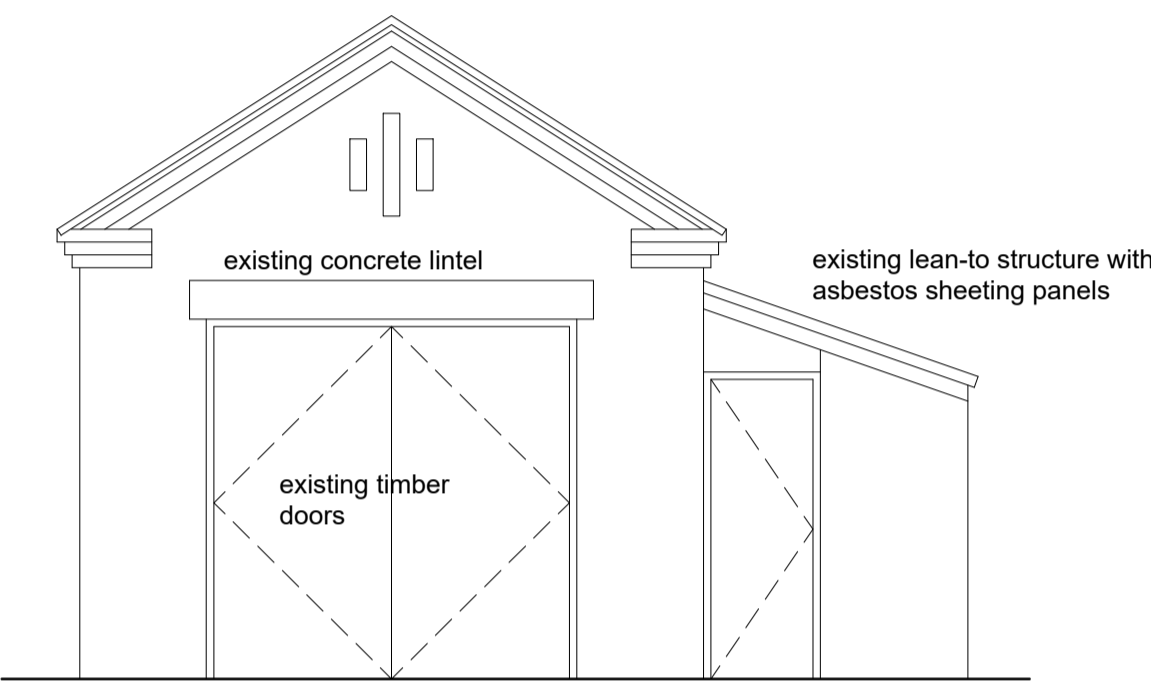 existing concrete lintel
existing lean-to structure with
asbestos sheeting panels
existing timber
doors